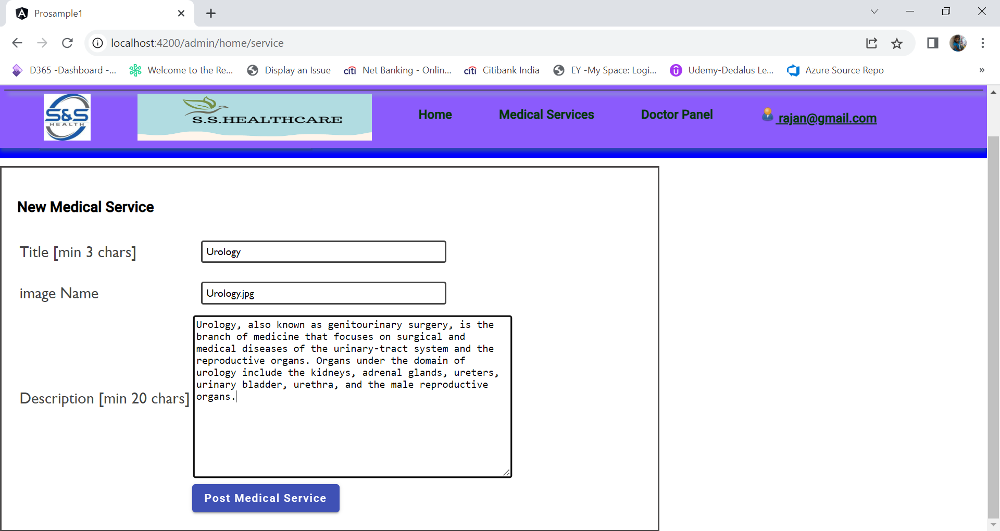 Prosample1
localhost:4200/admin/home/service
D365 -Dashboard -... Welcome to the Re... Display an Issue citi Net Banking - Onlin... citi Citibank India EY -My Space: Logi... Udemy-Dedalus Le... Azure Source Repo »
S&S
HEALTH
S.S.HEALTHCARE
Home Medical Services Doctor Panel rajan@gmail.com
New Medical Service
Title [min 3 chars] Urology
image Name Urology.jpg
Urology, also known as genitourinary surgery, is the
branch of medicine that focuses on surgical and
medical diseases of the urinary-tract system and the
reproductive organs. Organs under the domain of
urology include the kidneys, adrenal glands, ureters,
urinary bladder, urethra, and the male reproductive
organs.
Description [min 20 chars]
Post Medical Service